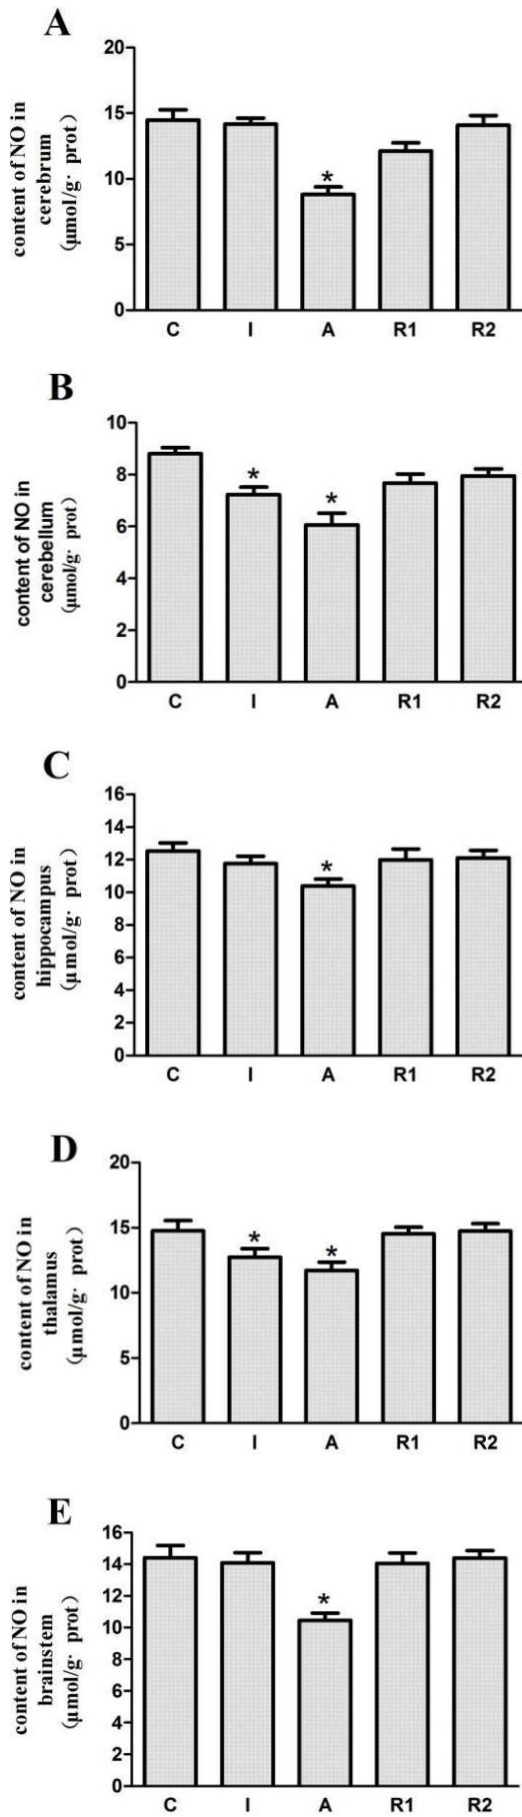 A
content of NO in
cerebrum
(μmol/g· prot)
20
15
10
5
0
*
C I A R1 R2
B
content of NO in
cerebellum
(μmol/g· prot)
10
8
6
4
2
0
* *
C I A R1 R2
C
content of NO in
hippocampus
(μmol/g· prot)
16
14
12
10
8
6
4
2
0
*
C I A R1 R2
D
content of NO in
thalamus
(μmol/g· prot)
20
15
10
5
0
* *
C I A R1 R2
E
content of NO in
brainstem
(μmol/g· prot)
16
14
12
10
8
6
4
2
0
*
C I A R1 R2